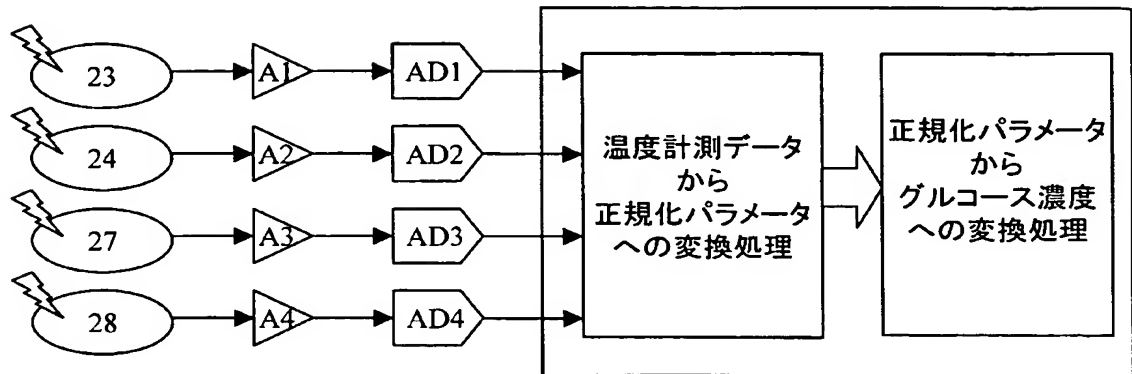 23 A1 AD1
24 A2 AD2
27 A3 AD3
28 A4 AD4
温度計測データ
から
正規化パラメータ
への変換処理
正規化パラメータ
から
グルコース濃度
への変換処理